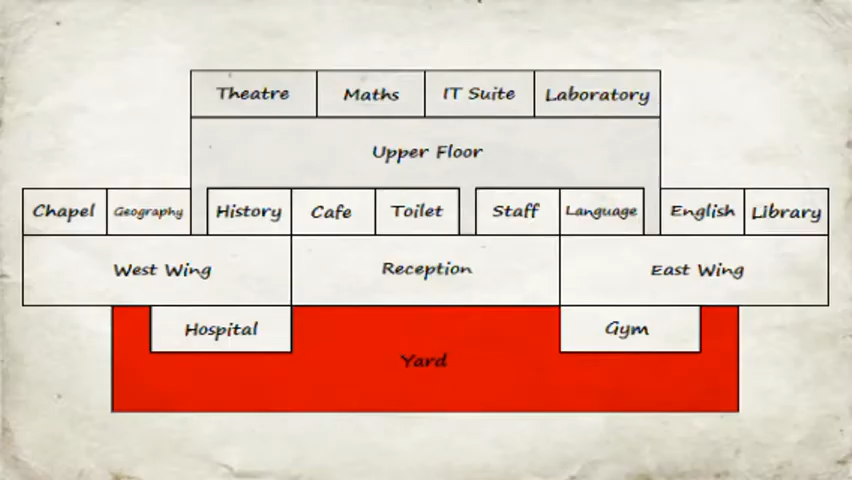 Theatre Maths IT Suite Laboratory
Upper Floor
Chapel Geography History Cafe Toilet Staff Language English Library
West Wing Reception East Wing
Hospital Gym
Yard